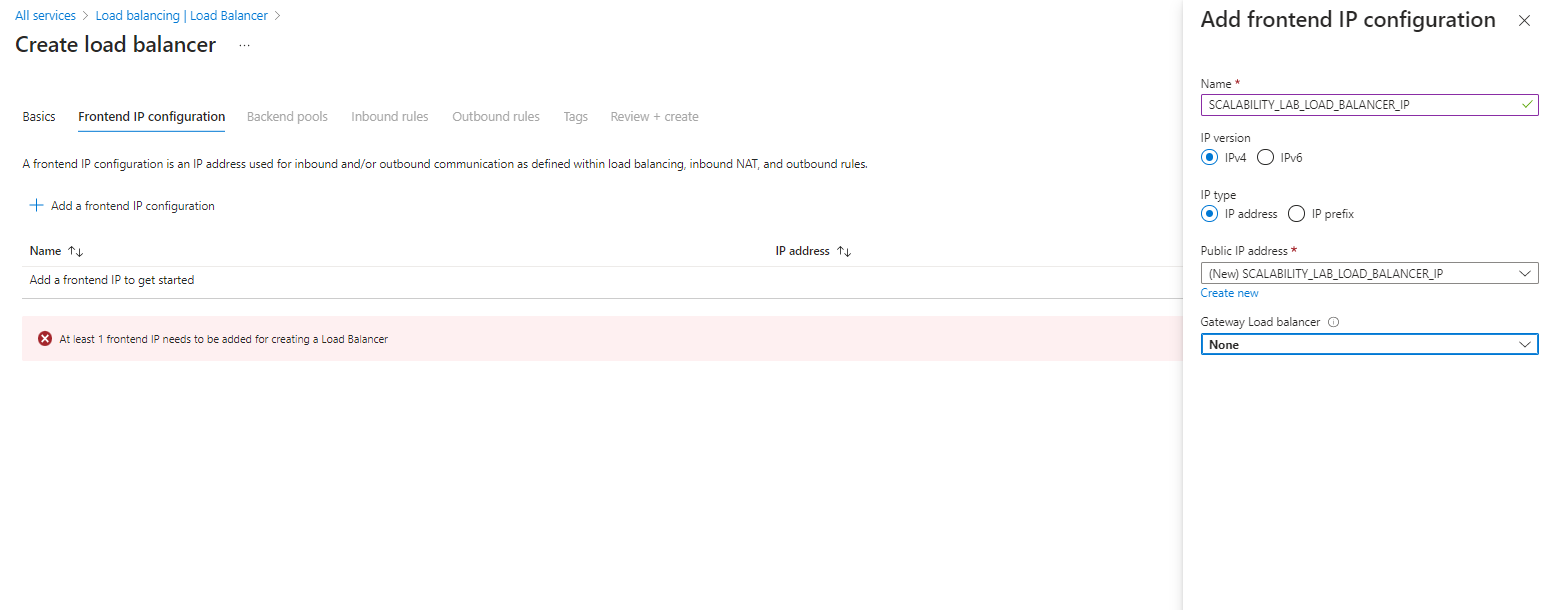 All services > Load balancing | Load Balancer >
Create load balancer ...
Basics Frontend IP configuration Backend pools Inbound rules Outbound rules Tags Review + create
A frontend IP configuration is an IP address used for inbound and/or outbound communication as defined within load balancing, inbound NAT, and outbound rules.
+ Add a frontend IP configuration
Name ↑↓ IP address ↑↓
Add a frontend IP to get started
At least 1 frontend IP needs to be added for creating a Load Balancer
Add frontend IP configuration
Name *
SCALABILITY_LAB_LOAD_BALANCER_IP
IP version
IPv4 IPv6
IP type
IP address IP prefix
Public IP address *
(New) SCALABILITY_LAB_LOAD_BALANCER_IP
Create new
Gateway Load balancer
None